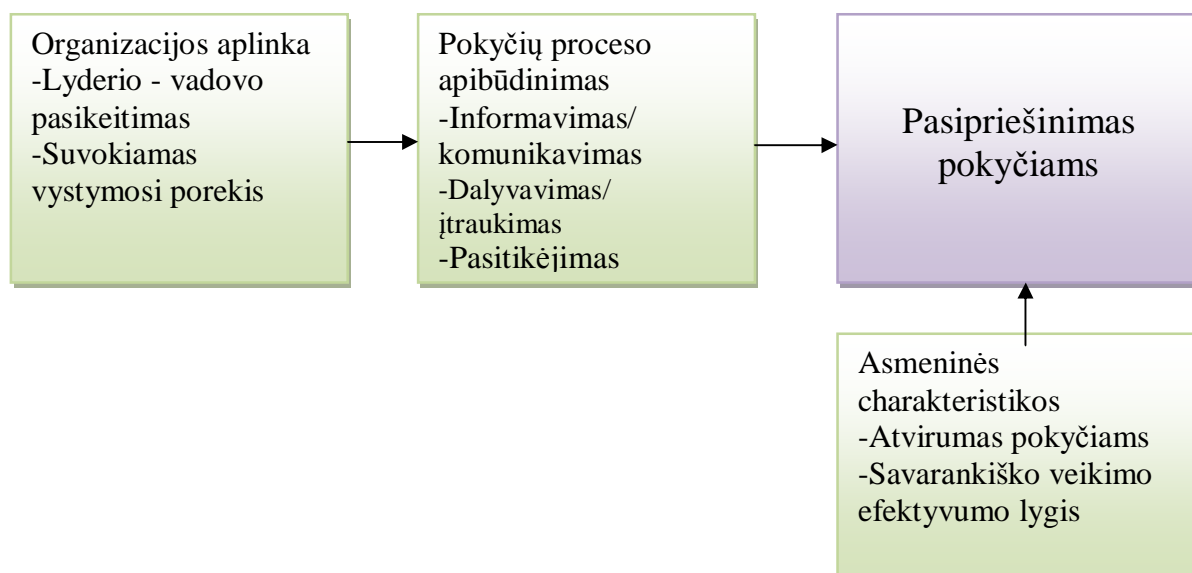 Organizacijos aplinka
-Lyderio - vadovo
pasikeitimas
-Suvokiamas
vystymosi porekis
Pokyčių proceso
apibūdinimas
-Informavimas/
komunikavimas
-Dalyvavimas/
įtraukimas
-Pasitikėjimas
Pasipriešinimas
pokyčiams
Asmeninės
charakteristikos
-Atvirumas pokyčiams
-Savarankiško veikimo
efektyvumo lygis